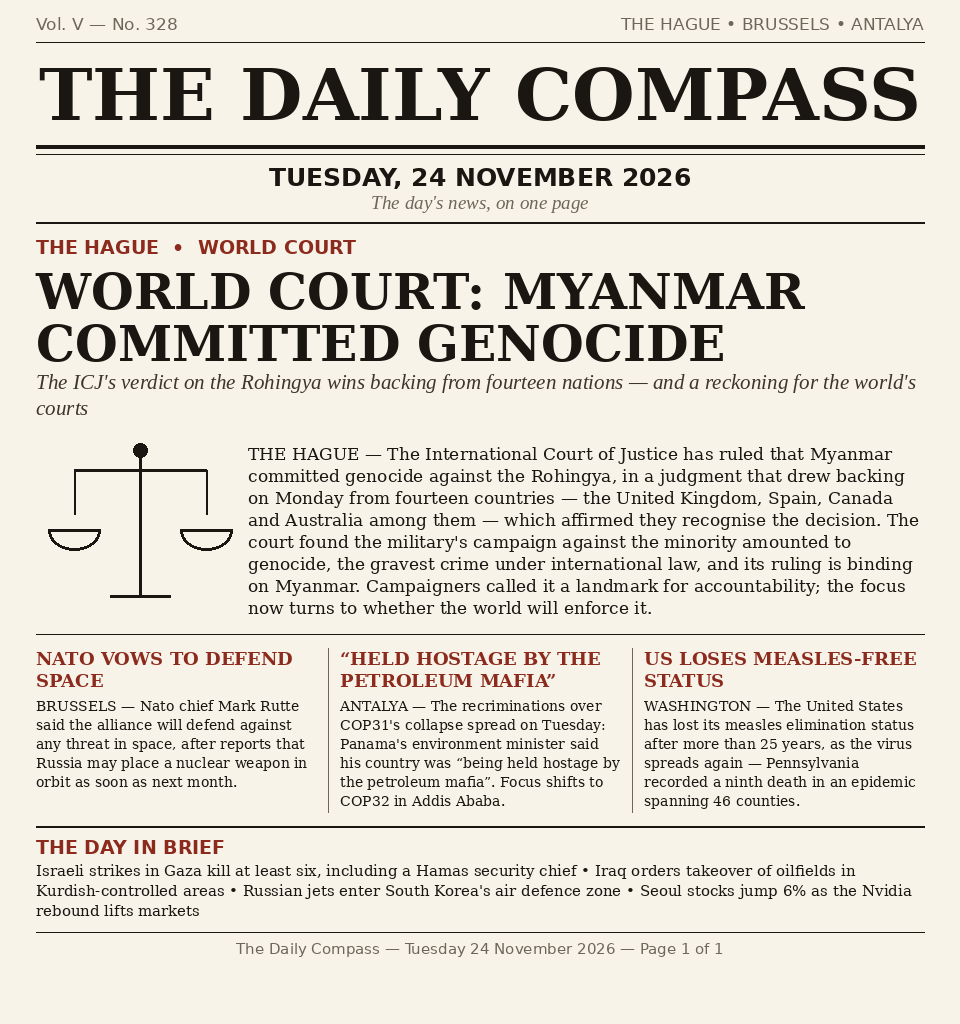 Vol. V — No. 328
THE HAGUE • BRUSSELS • ANTALYA
THE DAILY COMPASS
TUESDAY, 24 NOVEMBER 2026
The day's news, on one page
THE HAGUE • WORLD COURT
WORLD COURT: MYANMAR
COMMITTED GENOCIDE
The ICJ's verdict on the Rohingya wins backing from fourteen nations — and a reckoning for the world's
courts
THE HAGUE — The International Court of Justice has ruled that Myanmar
committed genocide against the Rohingya, in a judgment that drew backing
on Monday from fourteen countries — the United Kingdom, Spain, Canada
and Australia among them — which affirmed they recognise the decision. The
court found the military's campaign against the minority amounted to
genocide, the gravest crime under international law, and its ruling is binding
on Myanmar. Campaigners called it a landmark for accountability; the focus
now turns to whether the world will enforce it.
NATO VOWS TO DEFEND
SPACE
BRUSSELS — Nato chief Mark Rutte
said the alliance will defend against
any threat in space, after reports that
Russia may place a nuclear weapon in
orbit as soon as next month.
“HELD HOSTAGE BY THE
PETROLEUM MAFIA”
ANTALYA — The recriminations over
COP31's collapse spread on Tuesday:
Panama's environment minister said
his country was “being held hostage by
the petroleum mafia”. Focus shifts to
COP32 in Addis Ababa.
US LOSES MEASLES-FREE
STATUS
WASHINGTON — The United States
has lost its measles elimination status
after more than 25 years, as the virus
spreads again — Pennsylvania
recorded a ninth death in an epidemic
spanning 46 counties.
THE DAY IN BRIEF
Israeli strikes in Gaza kill at least six, including a Hamas security chief • Iraq orders takeover of oilfields in
Kurdish-controlled areas • Russian jets enter South Korea's air defence zone • Seoul stocks jump 6% as the Nvidia
rebound lifts markets
The Daily Compass — Tuesday 24 November 2026 — Page 1 of 1